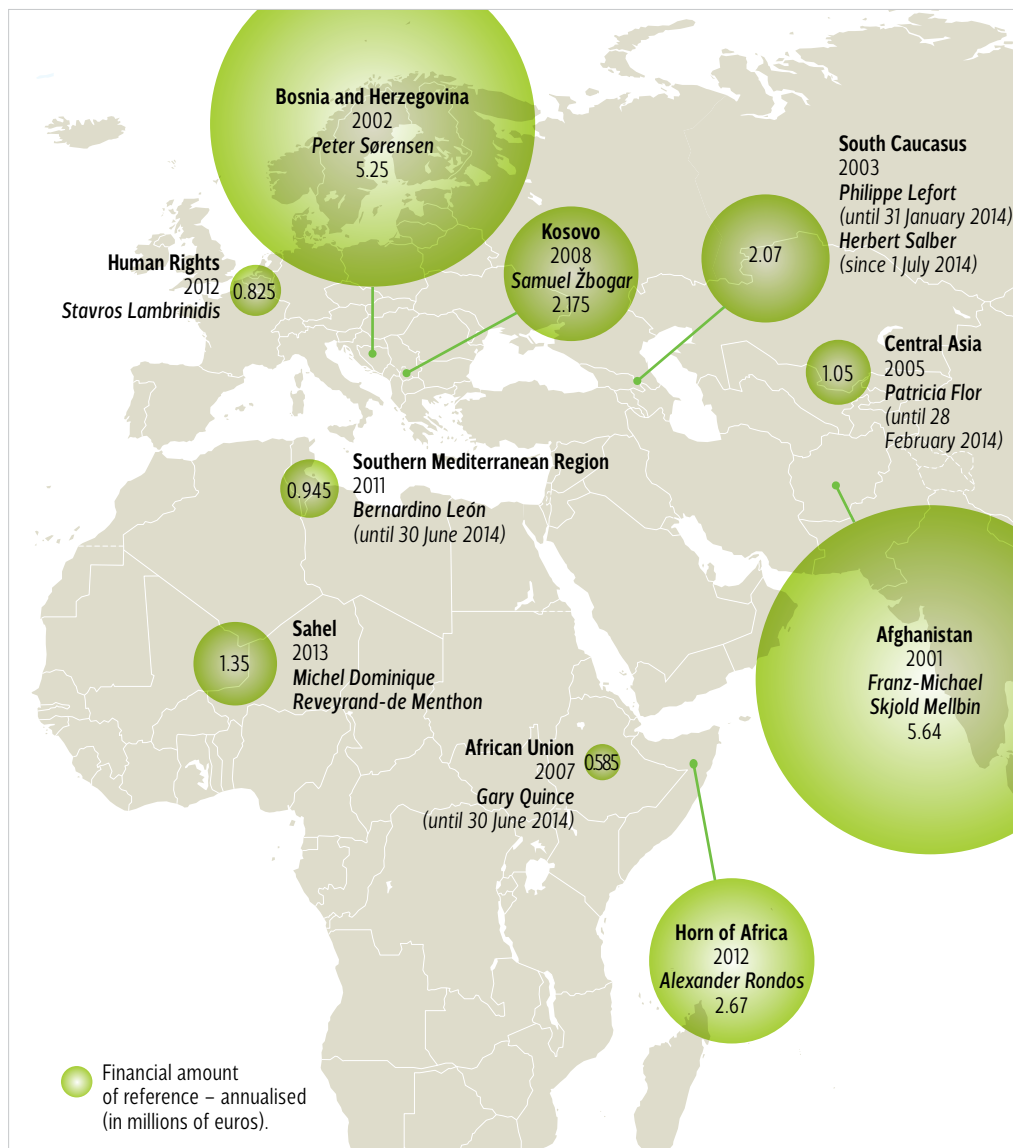 Bosnia and Herzegovina
2002
Peter Sørensen
5.25
South Caucasus
2003
Philippe Lefort
(until 31 January 2014)
Herbert Salber
(since 1 July 2014)
2.07
Kosovo
2008
Samuel Žbogar
2.175
Human Rights
2012
Stavros Lambrinidis
0.825
Central Asia
2005
Patricia Flor
(until 28
February 2014)
1.05
Southern Mediterranean Region
2011
Bernardino León
(until 30 June 2014)
0.945
Afghanistan
2001
Franz-Michael
Skjold Mellbin
5.64
Sahel
2013
Michel Dominique
Reveyrand-de Menthon
1.35
African Union
2007
Gary Quince
(until 30 June 2014)
0.585
Horn of Africa
2012
Alexander Rondos
2.67
Financial amount
of reference – annualised
(in millions of euros).